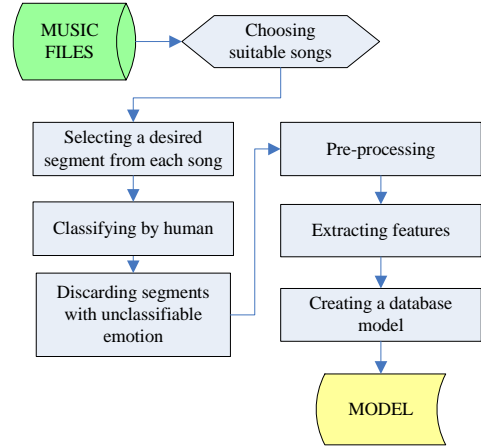 MUSIC
FILES
Choosing
suitable songs
Selecting a desired
segment from each song
Classifying by human
Discarding segments
with unclassifiable
emotion
Pre-processing
Extracting features
Creating a database
model
MODEL